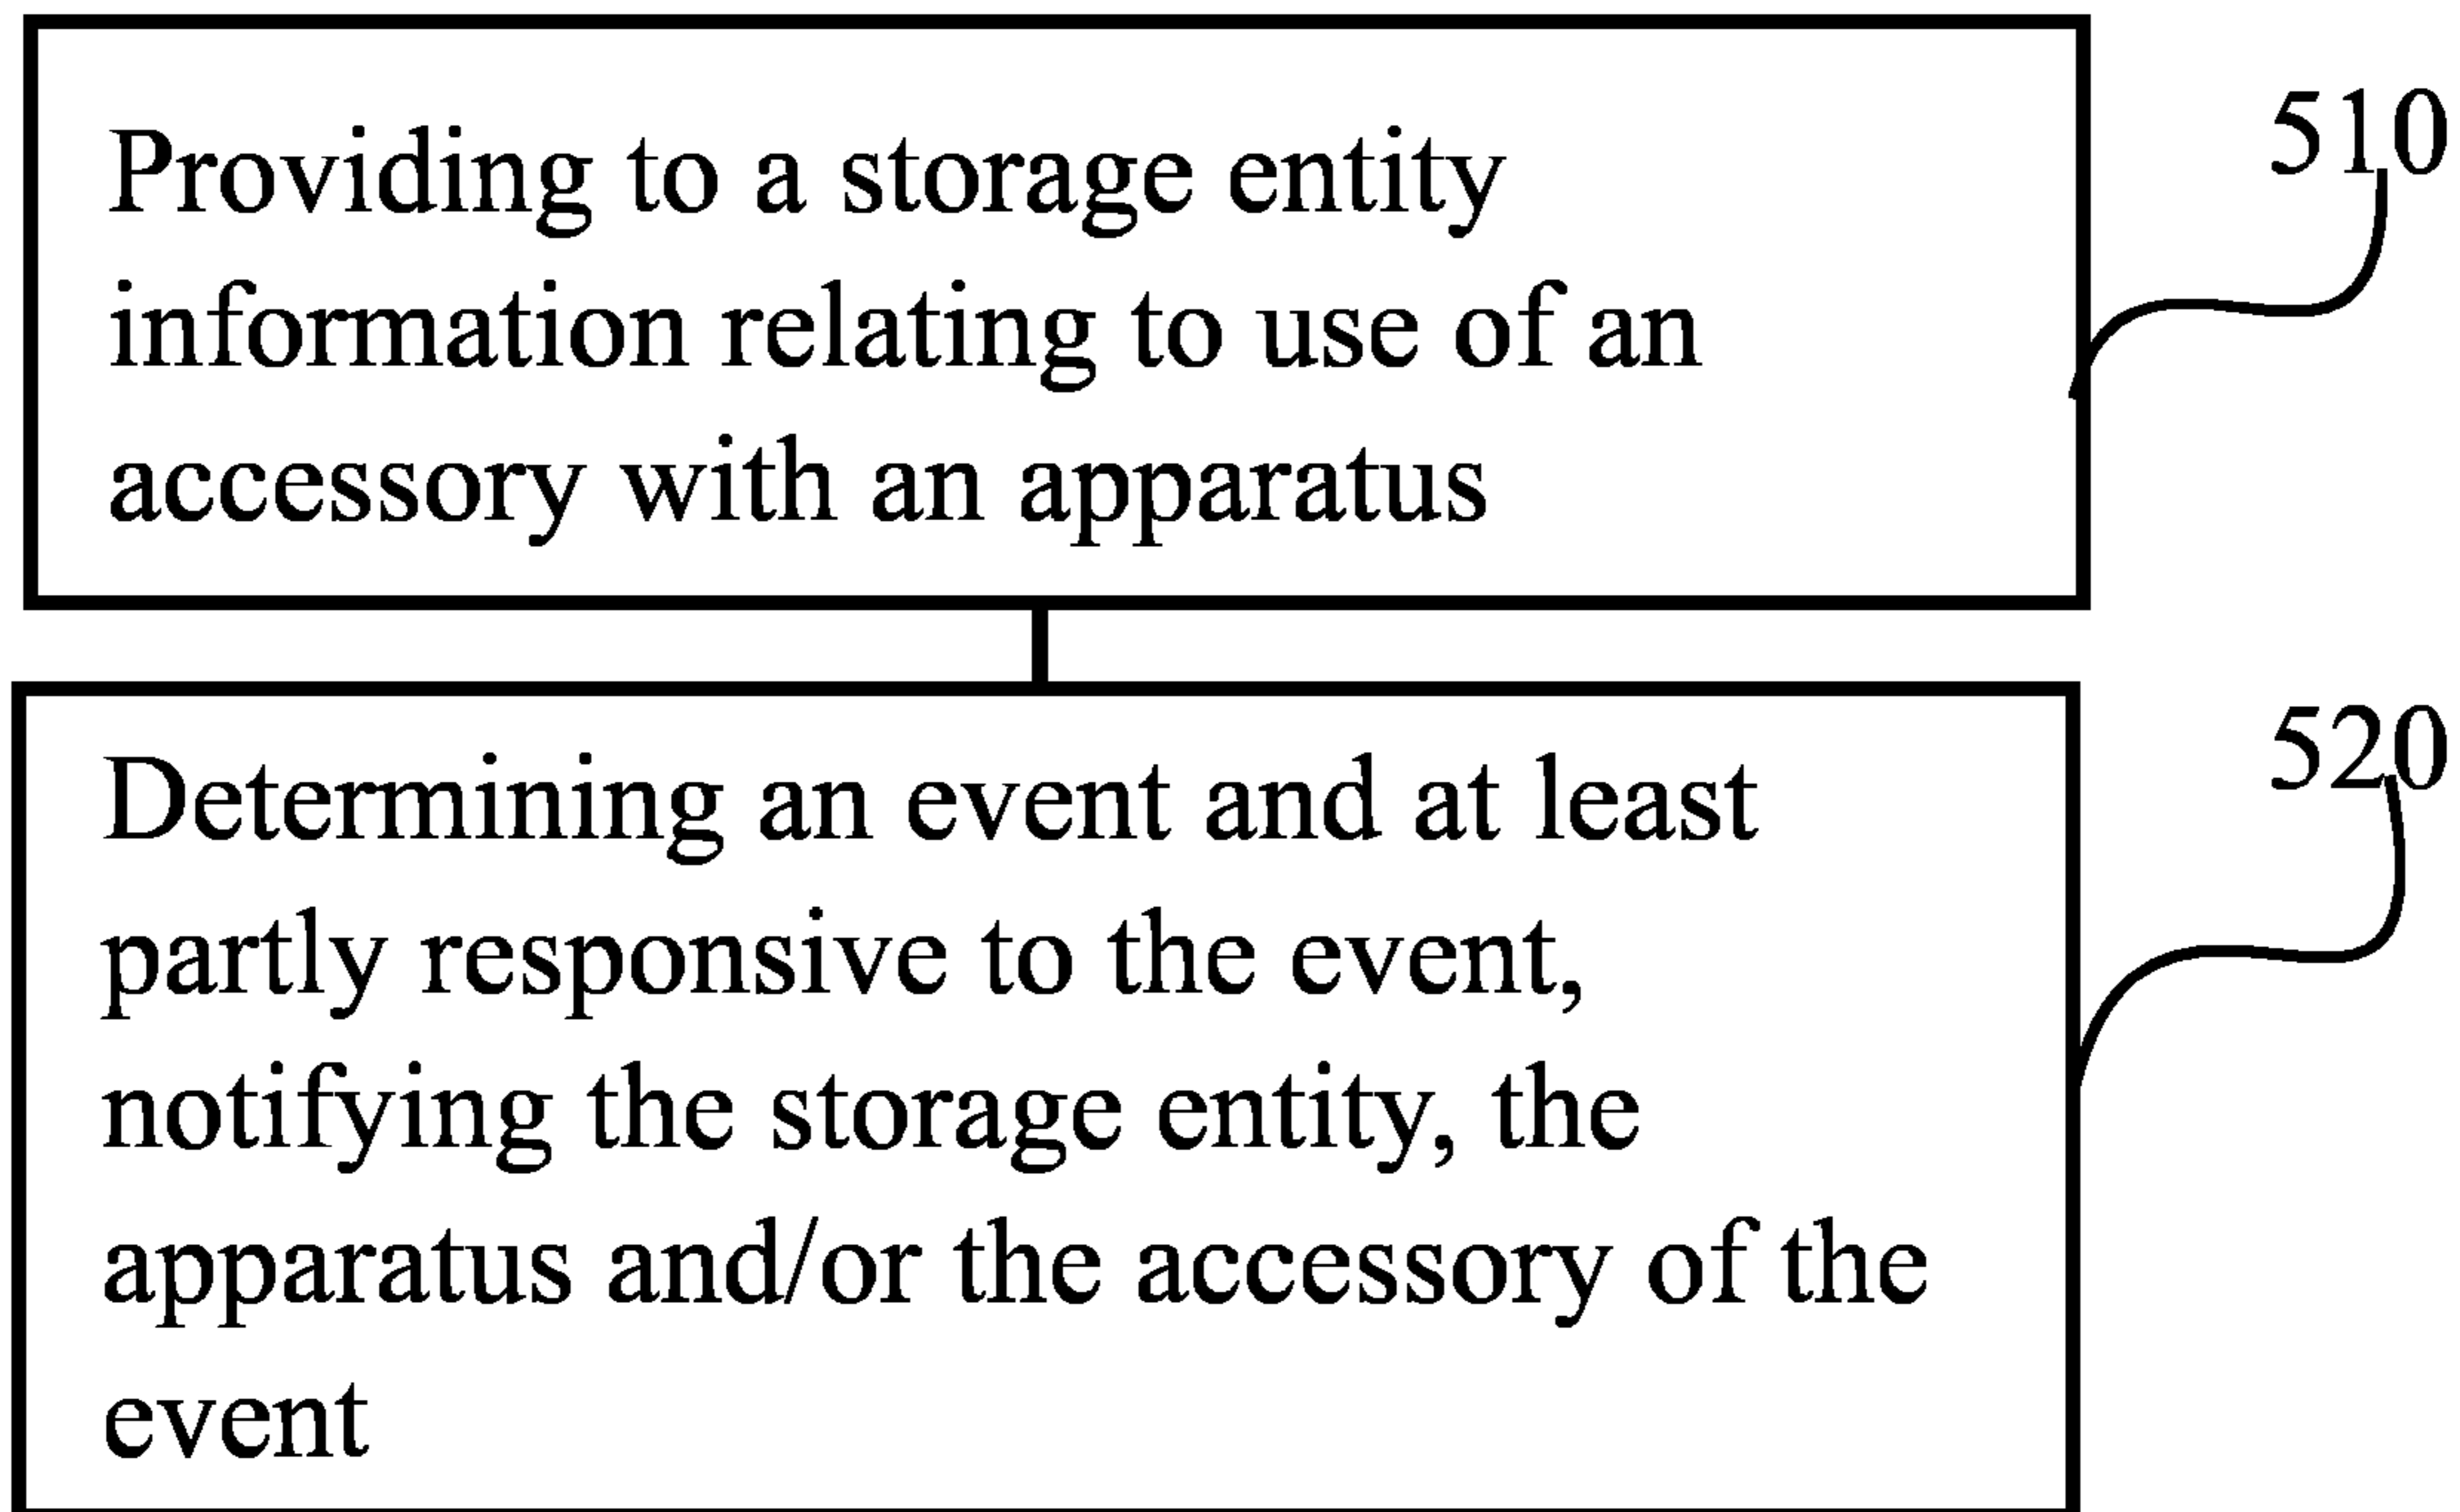 Providing to a storage entity
information relating to use of an
accessory with an apparatus
510
Determining an event and at least
partly responsive to the event,
notifying the storage entity, the
apparatus and/or the accessory of the
event
520